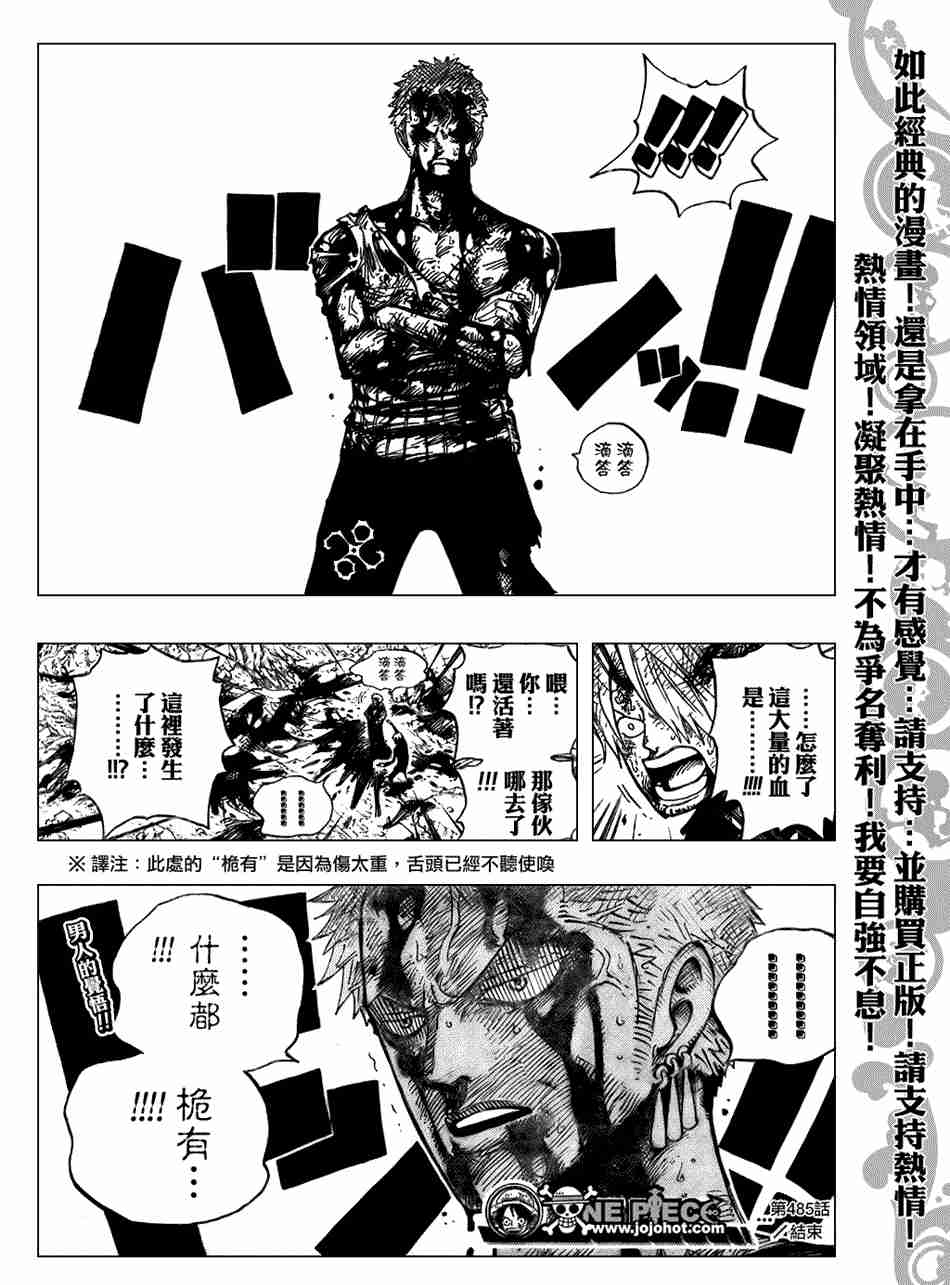 如此經典的漫畫！還是拿在手中…才有感覺…請支持…並購買正版！請支持熱情！
熱情領域！凝聚熱情！不為爭名奪利！我要自強不息！
!!!!
バンッ!!
滴答
滴答
……怎麼了
這大量的血
是…!!!!
喂…
你…
還活著
嗎!?
那傢伙
哪去了
!!!
滴答
滴答
這裡發生
了什麼…
………!!?
※ 譯注：此處的“桅有”是因為傷太重，舌頭已經不聽使喚
……
什麼都
!!!
桅有…
!!!!
男人的覺悟!!
ONE PIECE
www.jojohot.com
…第485話
／結束